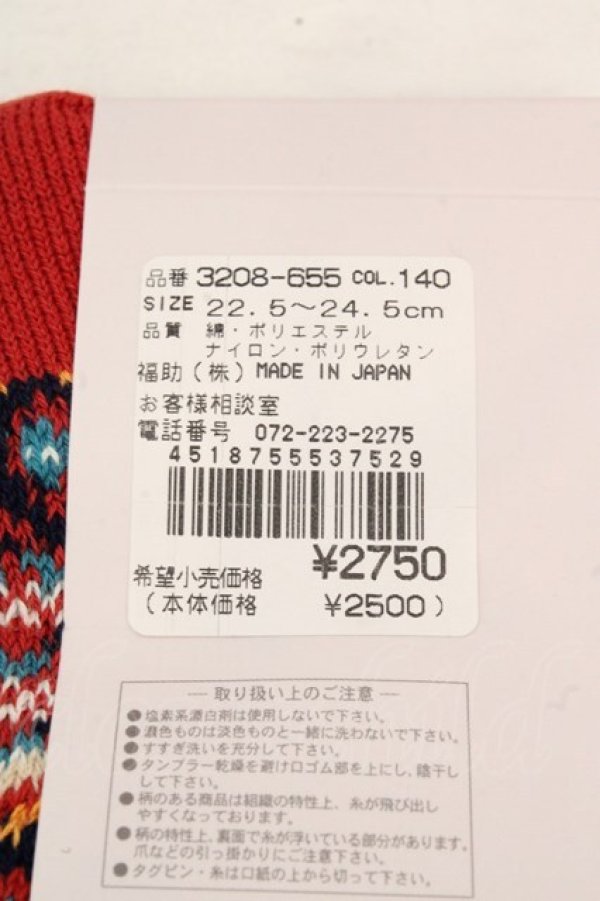 品番 3208-655 COL.140
SIZE 22.5～24.5cm
品質 綿・ポリエステル
ナイロン・ポリウレタン
福助(株) MADE IN JAPAN
お客様相談室
電話番号 072-223-2275
4518755537529
¥2750
希望小売価格
(本体価格 ¥2500)
取り扱い上のご注意
●塩素系漂白剤は使用しないで下さい。
●濃色ものは淡色ものと一緒に洗わないで下さい。
●すすぎ洗いを充分して下さい。
●タンブラー乾燥を避け口ゴム部を上にし、陰干し
して下さい。
●柄のある商品は組織の特性上、糸が飛び出し
やすくなっております。
●柄の特性上、裏面で糸が浮いている部分があります。
爪などの引っ掛かりにご注意下さい。
●タグピン・糸は口紙の上から切って下さい。